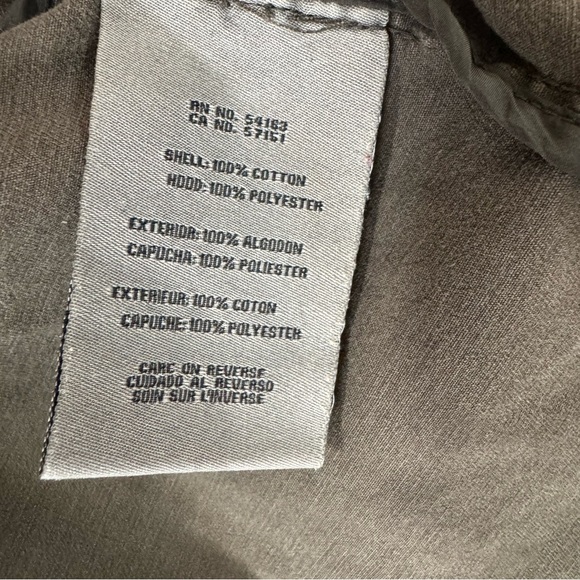 RN NO. 54163
CA NO. 57151
SHELL: 100% COTTON
HOOD: 100% POLYESTER
EXTERIOR: 100% ALGODON
CAPUCHA: 100% POLIESTER
EXTERIEUR: 100% COTON
CAPUCHE: 100% POLYESTER
CARE ON REVERSE
CUIDADO AL REVERSO
SOIN SUR L'INVERSE